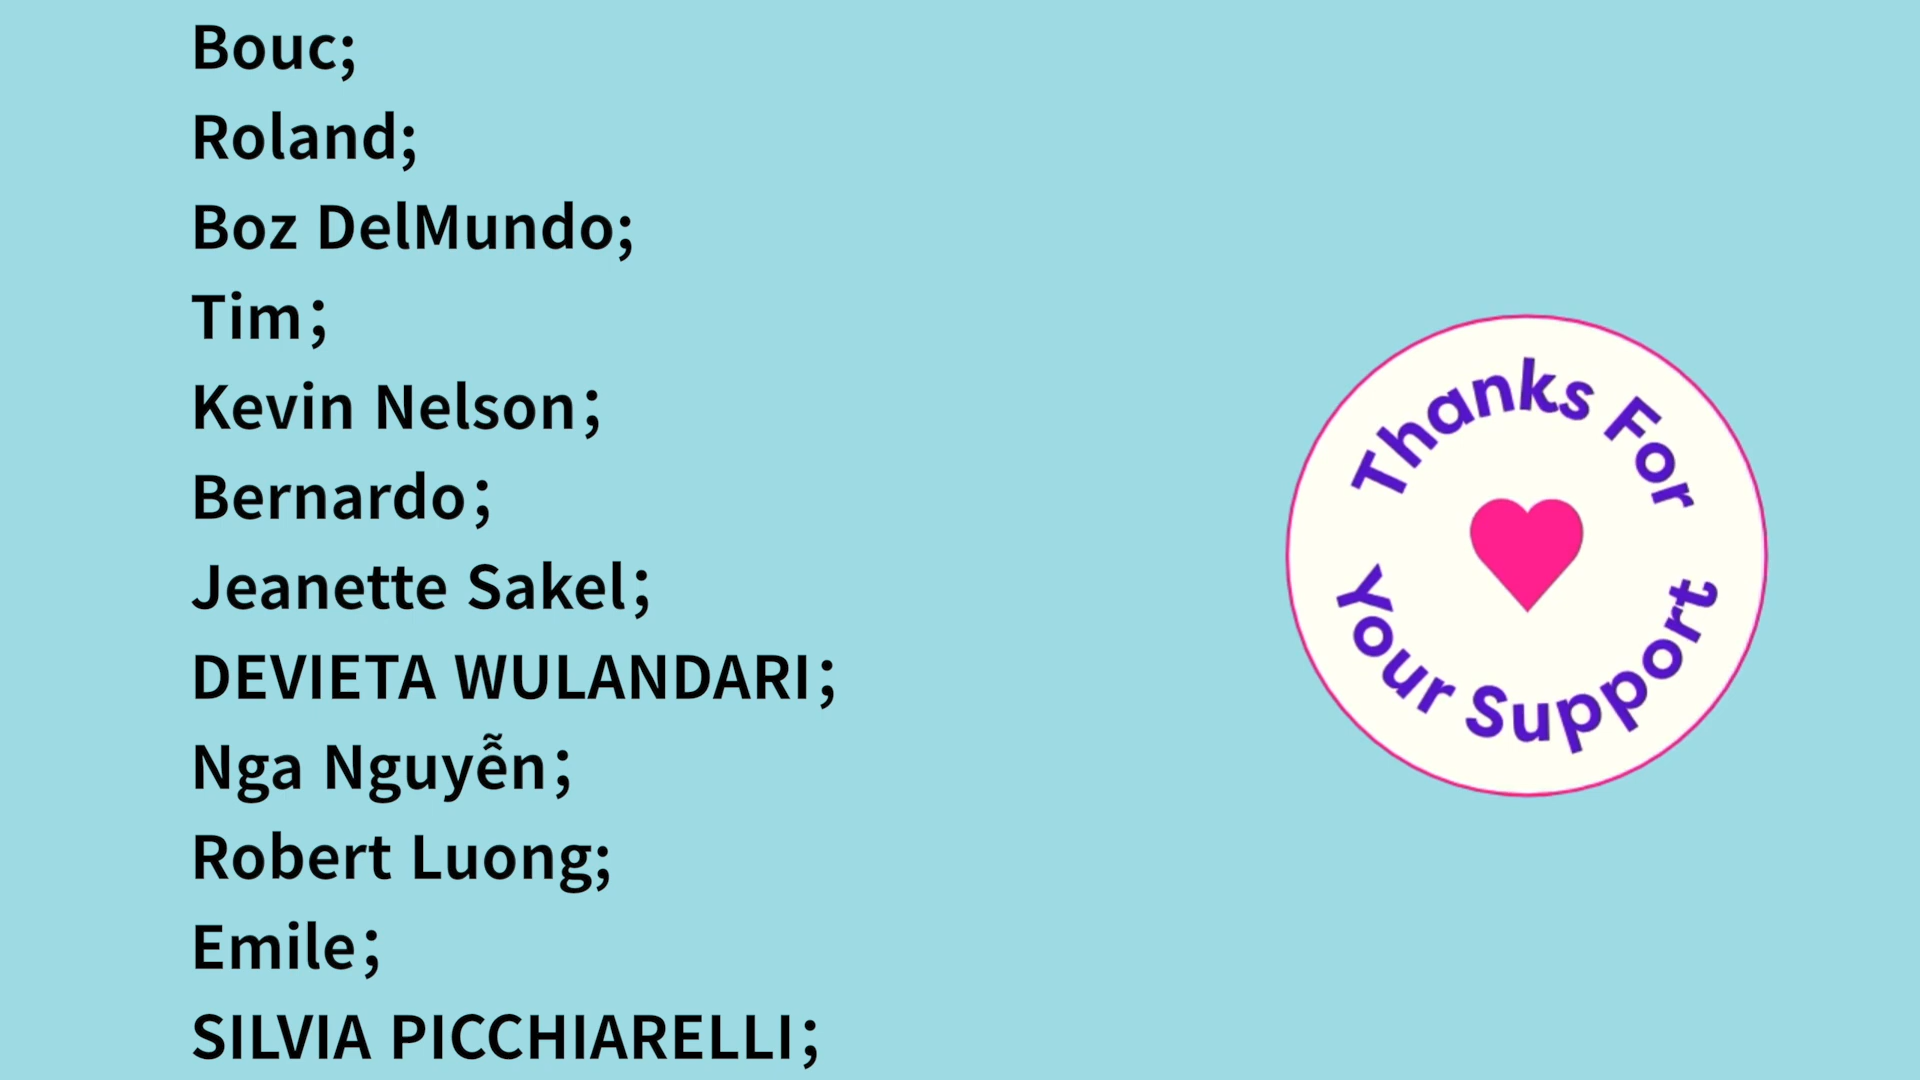 Bouc;
Roland;
Boz DelMundo;
Tim；
Kevin Nelson；
Bernardo；
Jeanette Sakel；
DEVIETA WULANDARI；
Nga Nguyễn；
Robert Luong;
Emile；
SILVIA PICCHIARELLI；
Thanks For
Your Support